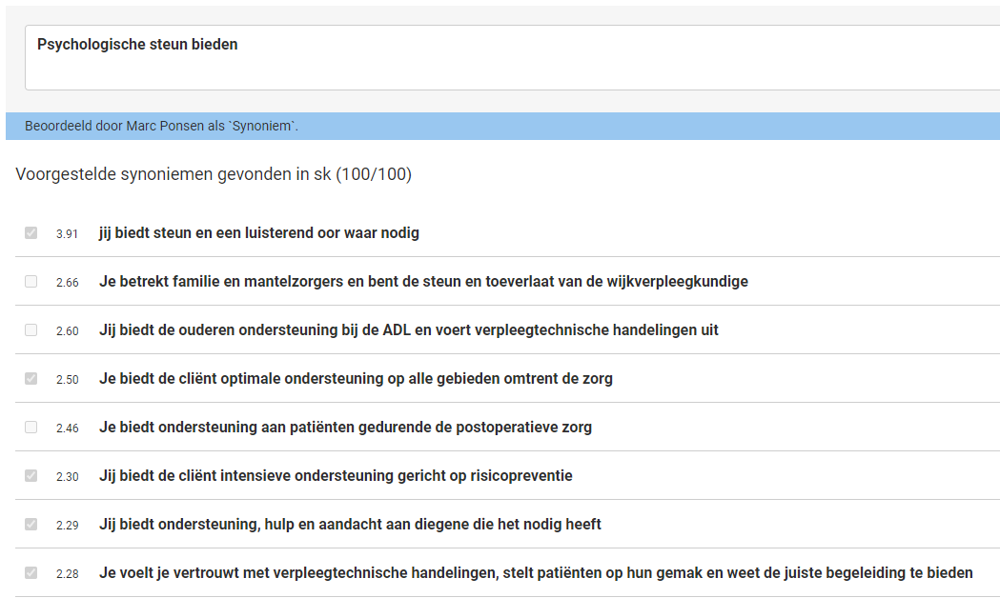 Psychologische steun bieden
Beoordeeld door Marc Ponsen als `Synoniem`.
Voorgestelde synoniemen gevonden in sk (100/100)
3.91 jij biedt steun en een luisterend oor waar nodig
2.66 Je betrekt familie en mantelzorgers en bent de steun en toeverlaat van de wijkverpleegkundige
2.60 Jij biedt de ouderen ondersteuning bij de ADL en voert verpleegtechnische handelingen uit
2.50 Je biedt de cliënt optimale ondersteuning op alle gebieden omtrent de zorg
2.46 Je biedt ondersteuning aan patiënten gedurende de postoperatieve zorg
2.30 Jij biedt de cliënt intensieve ondersteuning gericht op risicopreventie
2.29 Jij biedt ondersteuning, hulp en aandacht aan diegene die het nodig heeft
2.28 Je voelt je vertrouwt met verpleegtechnische handelingen, stelt patiënten op hun gemak en weet de juiste begeleiding te bieden